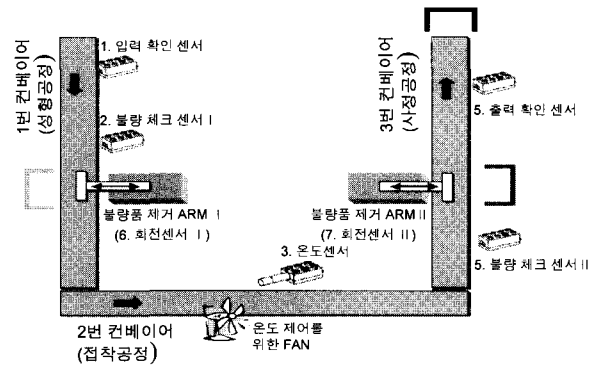 1번 컨베이어
(성형공정)
1. 입력 확인 센서
2. 불량 체크 센서 I
불량품 제거 ARM I
(6. 회전센서 I)
3. 온도센서
2번 컨베이어
(접착공정)
온도 제어를
위한 FAN
3번 컨베이어
(사정공정)
5. 출력 확인 센서
불량품 제거 ARM II
(7. 회전센서 II)
5. 불량 체크 센서 II